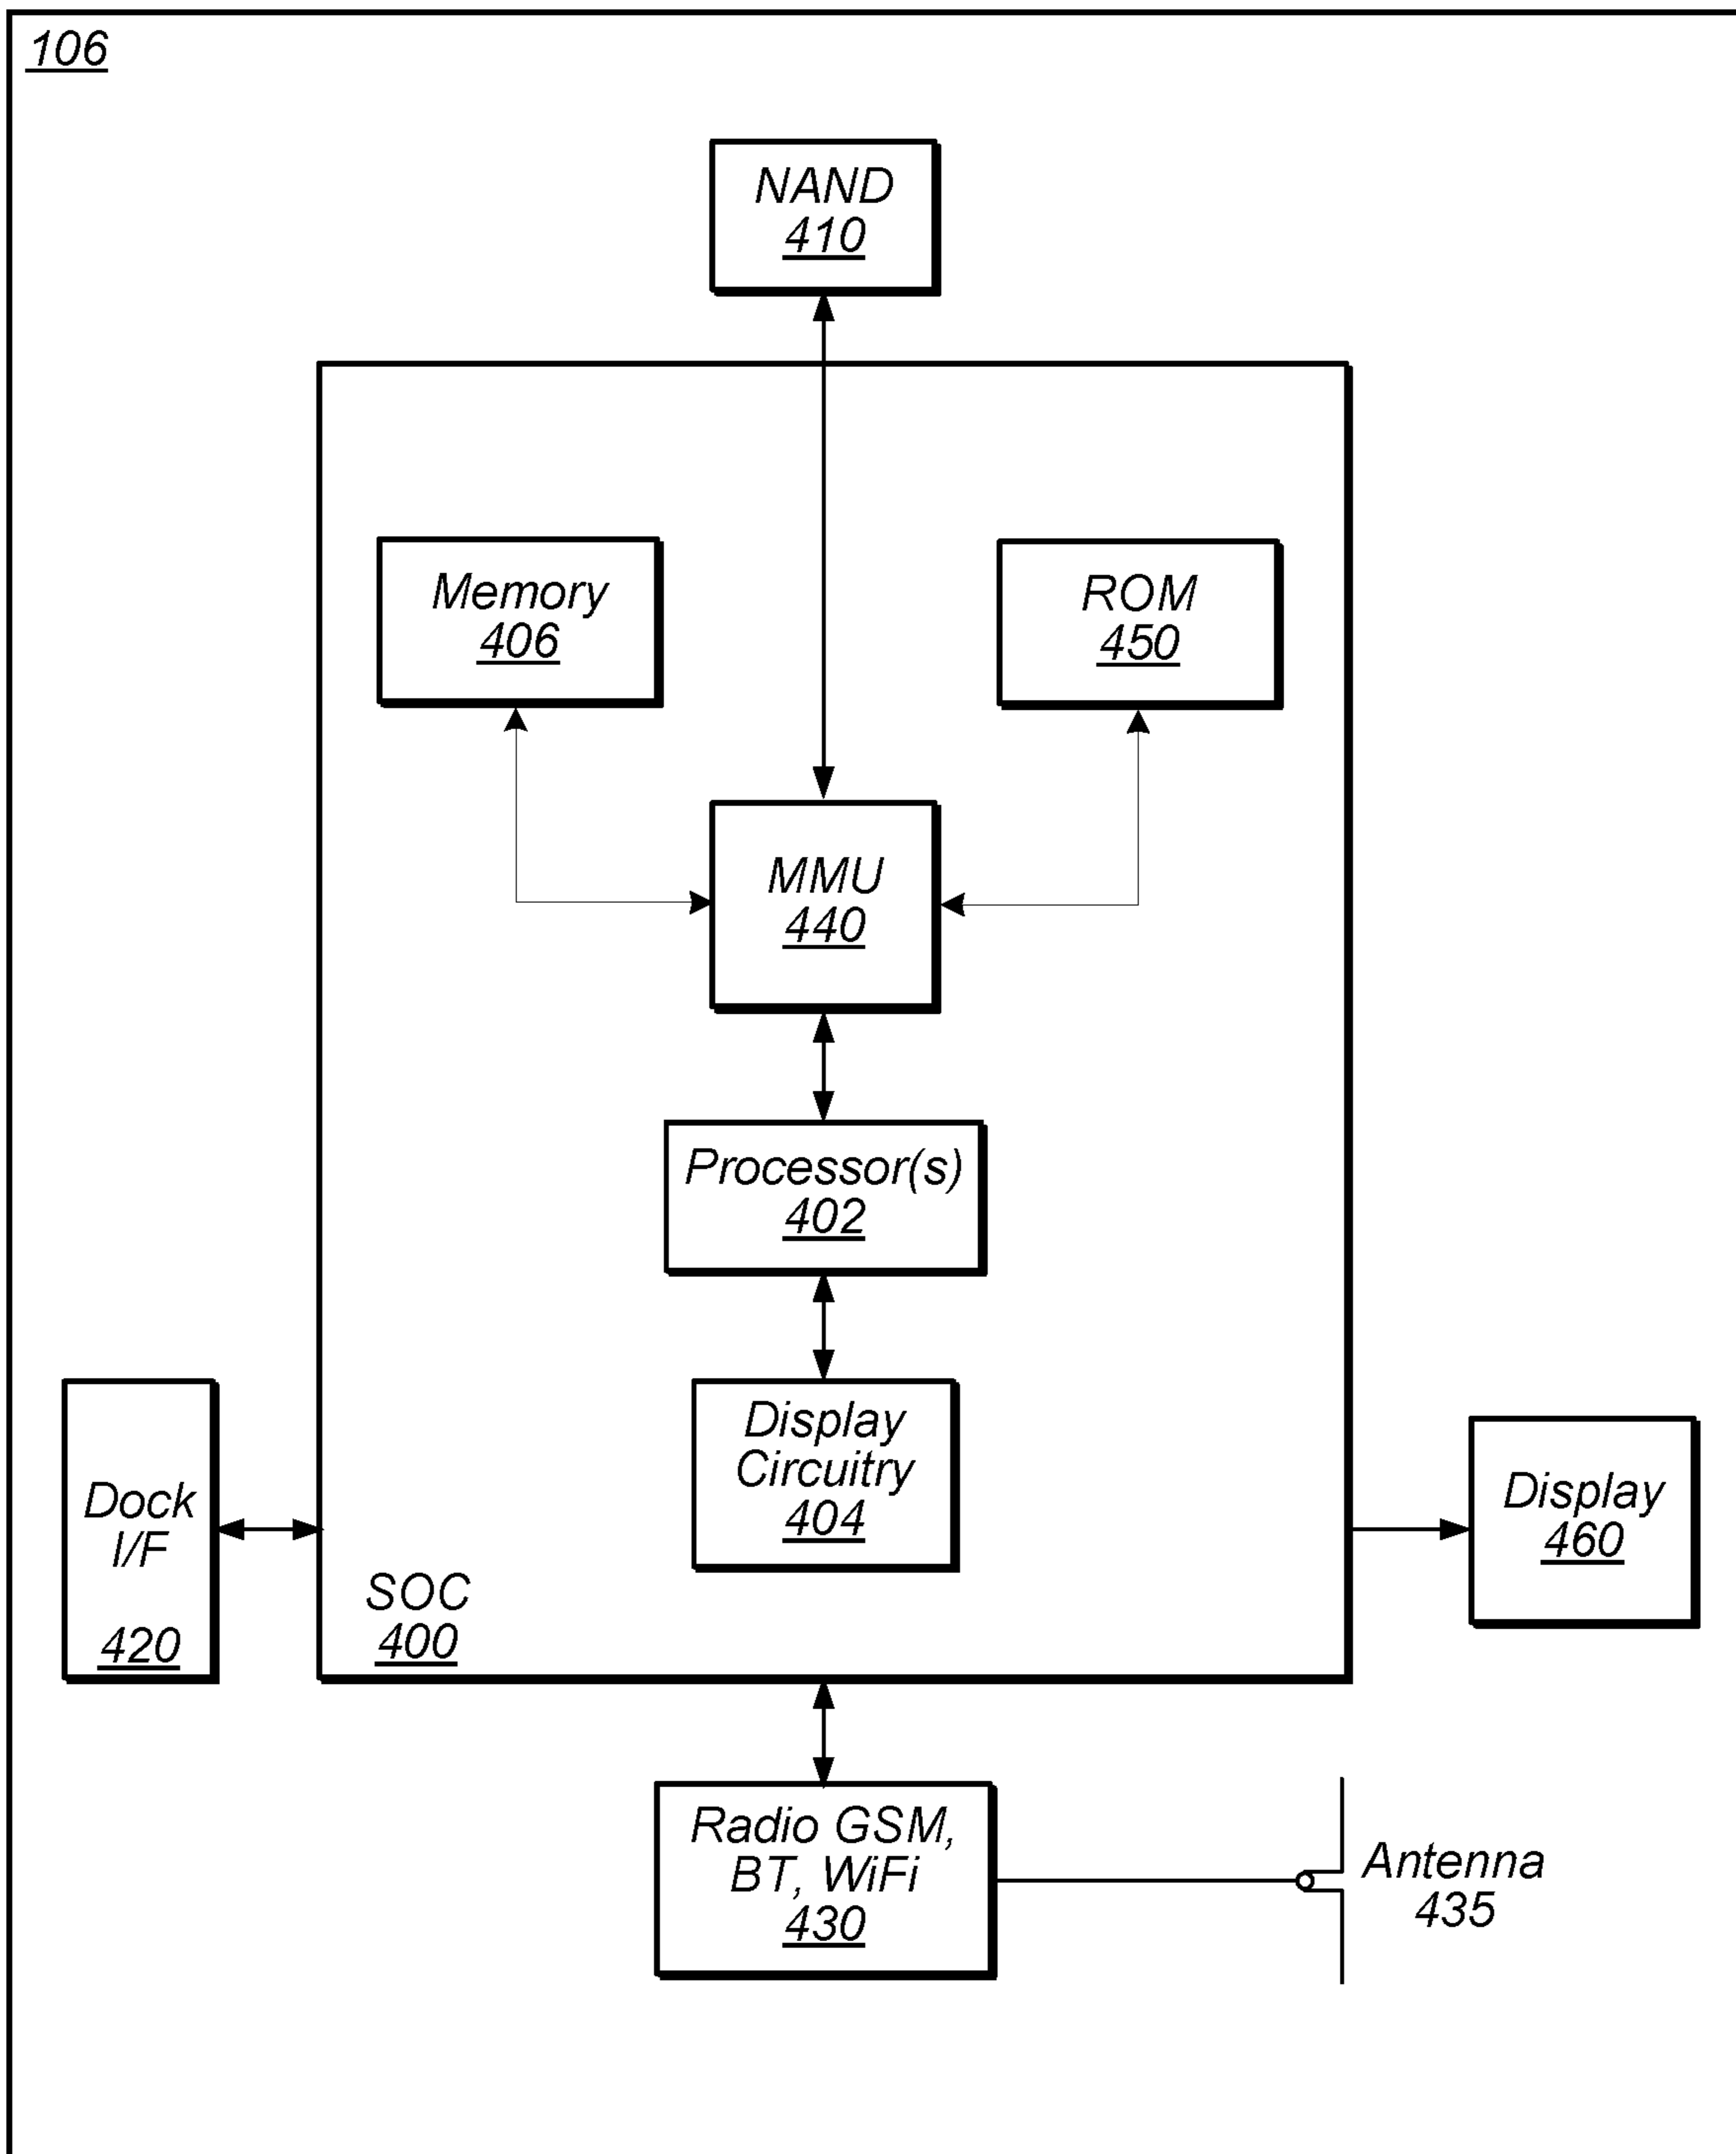 106
NAND
410
Memory
406
ROM
450
MMU
440
Processor(s)
402
Display
Circuitry
404
Dock
I/F
420
SOC
400
Display
460
Radio GSM,
BT, WiFi
430
Antenna
435